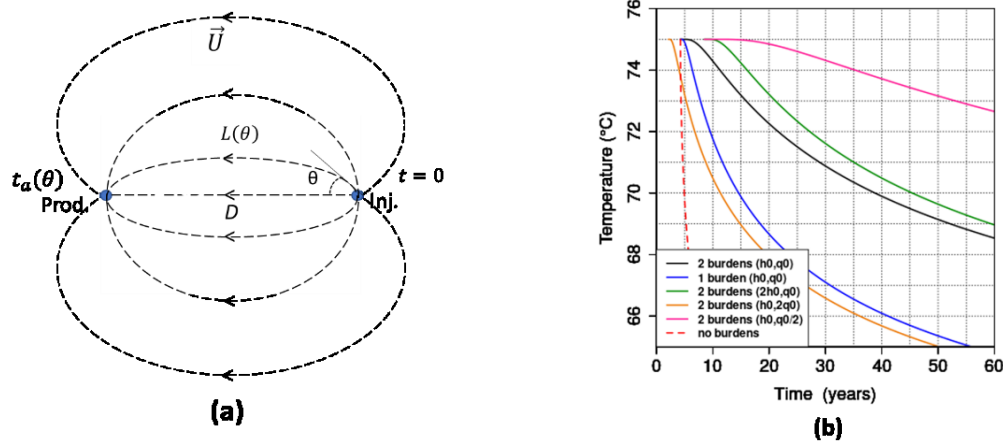 U⃗
L(θ)
tₐ(θ)
θ
t = 0
Prod.
Inj.
D
(a)
76
74
72
70
68
66
Temperature (°C)
2 burdens (h0,q0)
1 burden (h0,q0)
2 burdens (2h0,q0)
2 burdens (h0,2q0)
2 burdens (h0,q0/2)
no burdens
0 10 20 30 40 50 60
Time (years)
(b)